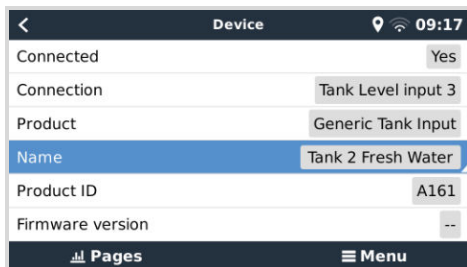 Device 09:17
Connected Yes
Connection Tank Level input 3
Product Generic Tank Input
Name Tank 2 Fresh Water
Product ID A161
Firmware version --
Pages Menu